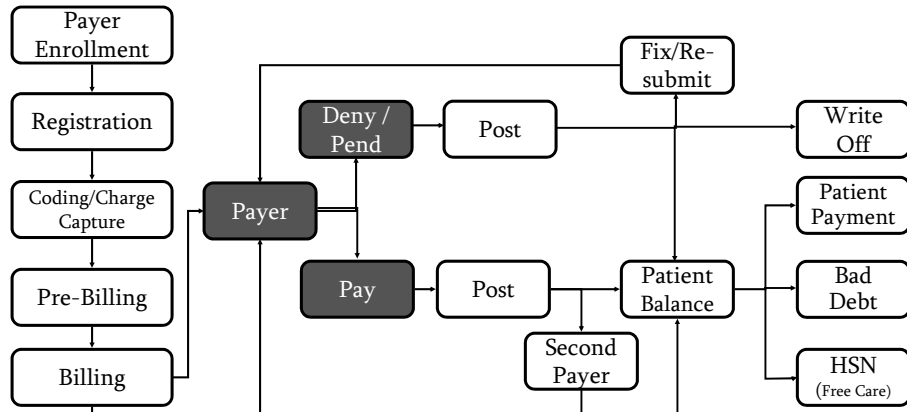 Payer
Enrollment
Registration
Coding/Charge
Capture
Pre-Billing
Billing
Payer
Deny /
Pend
Post
Fix/Re-
submit
Write
Off
Pay
Post
Second
Payer
Patient
Balance
Patient
Payment
Bad
Debt
HSN
(Free Care)